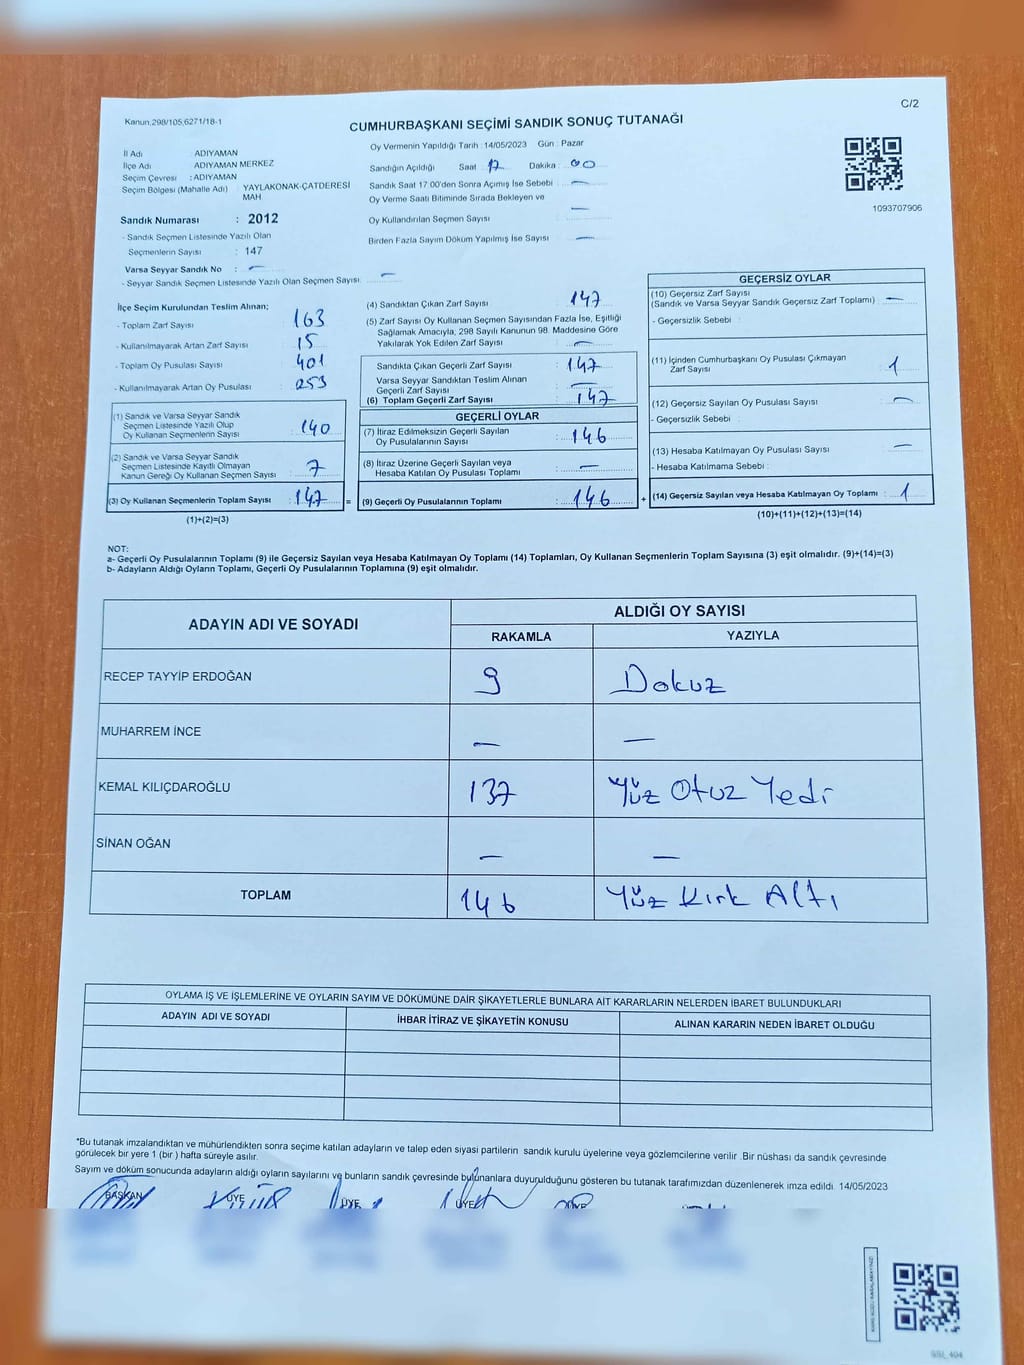 C/2
Kanun.298/105,6271/18-1
CUMHURBAŞKANI SEÇİMİ SANDIK SONUÇ TUTANAĞI
İl Adı : ADIYAMAN
İlçe Adı : ADIYAMAN MERKEZ
Seçim Çevresi : ADIYAMAN
Seçim Bölgesi (Mahalle Adı) : YAYLAKONAK-ÇATDERESI MAH
Sandık Numarası : 2012
- Sandık Seçmen Listesinde Yazılı Olan
Seçmenlerin Sayısı : 147
Varsa Seyyar Sandık No : —
- Seyyar Sandık Seçmen Listesinde Yazılı Olan Seçmen Sayısı: —
Oy Vermenin Yapıldığı Tarih : 14/05/2023 Gün : Pazar
Sandığın Açıldığı Saat : 17 Dakika : 00
Sandık Saat 17:00'den Sonra Açımış İse Sebebi : —
Oy Verme Saati Bitiminde Sırada Bekleyen ve
Oy Kullandırılan Seçmen Sayısı : —
Birden Fazla Sayım Döküm Yapılmış İse Sayısı : —
1093707906
İlçe Seçim Kurulundan Teslim Alınan;
- Toplam Zarf Sayısı : 163
- Kullanılmayarak Artan Zarf Sayısı : 15
- Toplam Oy Pusulası Sayısı : 401
- Kullanılmayarak Artan Oy Pusulası : 253
(1) Sandık ve Varsa Seyyar Sandık
Seçmen Listesinde Yazılı Olup
Oy Kullanan Seçmenlerin Sayısı : 140
(2) Sandık ve Varsa Seyyar Sandık
Seçmen Listesinde Kayıtlı Olmayan
Kanun Gereği Oy Kullanan Seçmen Sayısı : 7
(3) Oy Kullanan Seçmenlerin Toplam Sayısı : 147 =
(1)+(2)=(3)
(4) Sandıktan Çıkan Zarf Sayısı : 147
(5) Zarf Sayısı Oy Kullanan Seçmen Sayısından Fazla İse, Eşitliği
Sağlamak Amacıyla, 298 Sayılı Kanunun 98. Maddesine Göre
Yakılarak Yok Edilen Zarf Sayısı : —
Sandıkta Çıkan Geçerli Zarf Sayısı : 147
Varsa Seyyar Sandıktan Teslim Alınan
Geçerli Zarf Sayısı : —
(6) Toplam Geçerli Zarf Sayısı : 147
GEÇERLİ OYLAR
(7) İtiraz Edilmeksizin Geçerli Sayılan
Oy Pusulalarının Sayısı : 146
(8) İtiraz Üzerine Geçerli Sayılan veya
Hesaba Katılan Oy Pusulası Toplamı : —
(9) Geçerli Oy Pusulalarının Toplamı : 146 +
GEÇERSİZ OYLAR
(10) Geçersiz Zarf Sayısı
(Sandık ve Varsa Seyyar Sandık Geçersiz Zarf Toplamı) : —
- Geçersizlik Sebebi :
(11) İçinden Cumhurbaşkanı Oy Pusulası Çıkmayan
Zarf Sayısı : 1
(12) Geçersiz Sayılan Oy Pusulası Sayısı : —
- Geçersizlik Sebebi :
(13) Hesaba Katılmayan Oy Pusulası Sayısı : —
- Hesaba Katılmama Sebebi :
(14) Geçersiz Sayılan veya Hesaba Katılmayan Oy Toplamı : 1
(10)+(11)+(12)+(13)=(14)
NOT:
a- Geçerli Oy Pusulalarının Toplamı (9) ile Geçersiz Sayılan veya Hesaba Katılmayan Oy Toplamı (14) Toplamları, Oy Kullanan Seçmenlerin Toplam Sayısına (3) eşit olmalıdır. (9)+(14)=(3)
b- Adayların Aldığı Oyların Toplamı, Geçerli Oy Pusulalarının Toplamına (9) eşit olmalıdır.
ADAYIN ADI VE SOYADI ALDIĞI OY SAYISI
RAKAMLA YAZIYLA
RECEP TAYYİP ERDOĞAN 9 Dokuz
MUHARREM İNCE — —
KEMAL KILIÇDAROĞLU 137 Yüz Otuz Yedi
SİNAN OĞAN — —
TOPLAM 146 Yüz Kırk Altı
OYLAMA İŞ VE İŞLEMLERINE VE OYLARIN SAYIM VE DÖKÜMÜNE DAİR ŞİKAYETLERLE BUNLARA AİT KARARLARIN NELERDEN İBARET BULUNDUKLARI
ADAYIN ADI VE SOYADI İHBAR İTİRAZ VE ŞİKAYETİN KONUSU ALINAN KARARIN NEDEN İBARET OLDUĞU
*Bu tutanak imzalandıktan ve mühürlendikten sonra seçime katılan adayların ve talep eden siyasi partilerin sandık kurulu üyelerine veya gözlemcilerine verilir .Bir nüshası da sandık çevresinde
görülecek bir yere 1 (bir ) hafta süreyle asılır.
Sayım ve döküm sonucunda adayların aldığı oyların sayılarını ve bunların sandık çevresinde bulunanlara duyurulduğunu gösteren bu tutanak tarafımızdan düzenlenerek imza edildi. 14/05/2023
BAŞKAN ÜYE ÜYE ÜYE ÜYE